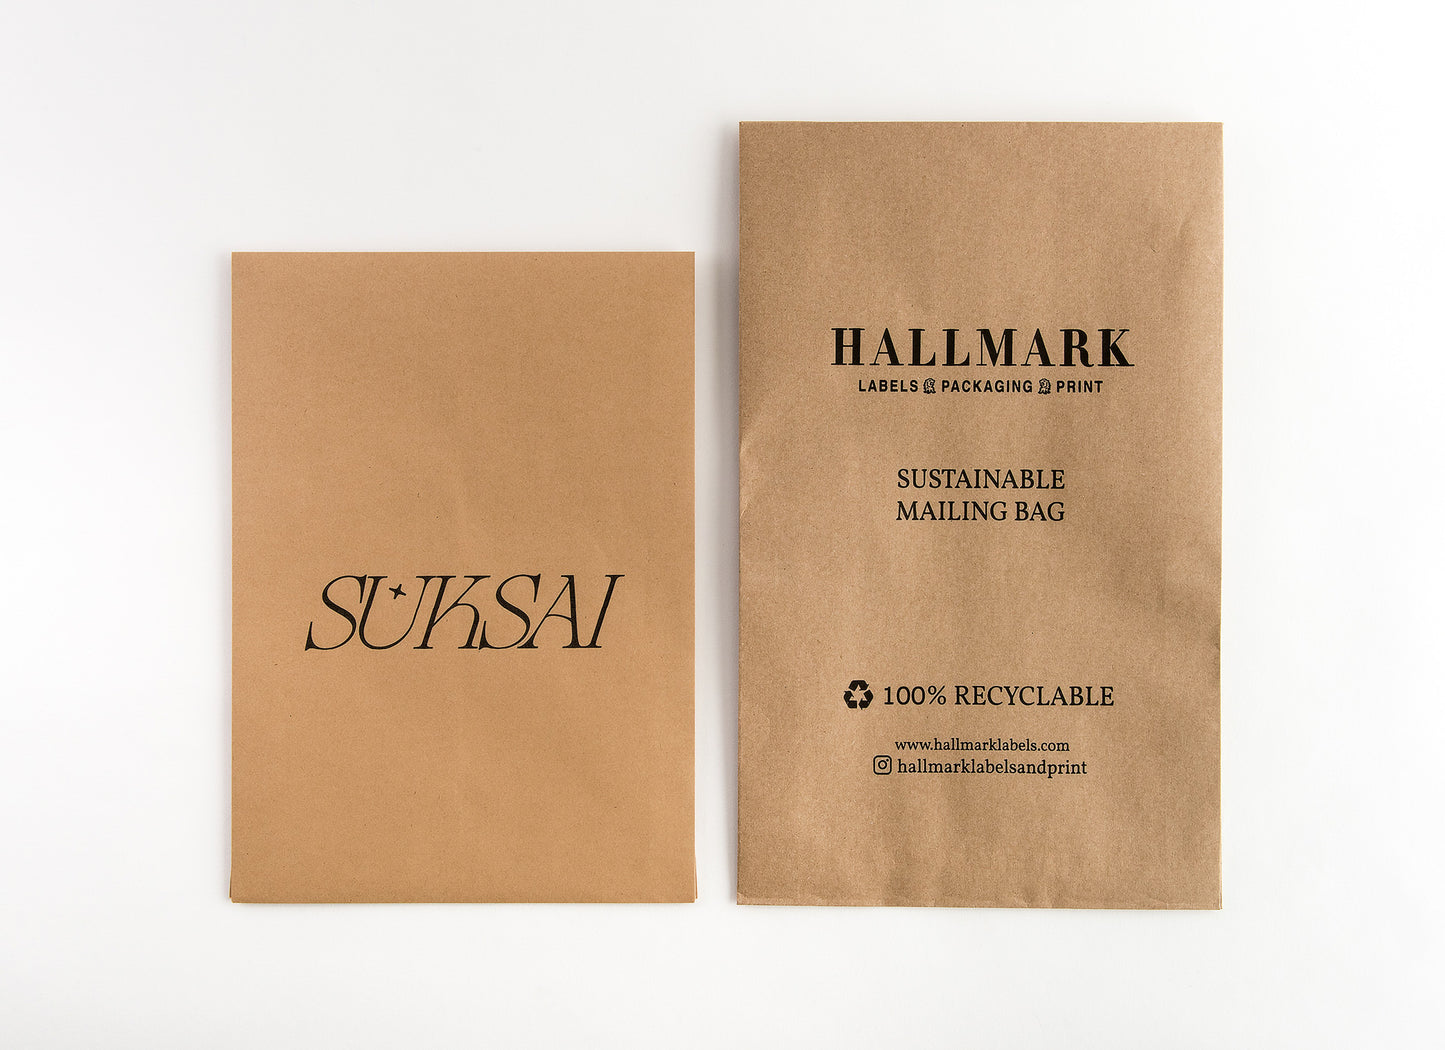 SUKSAI
HALLMARK
LABELS PACKAGING PRINT
SUSTAINABLE
MAILING BAG
100% RECYCLABLE
www.hallmarklabels.com
hallmarklabelsandprint